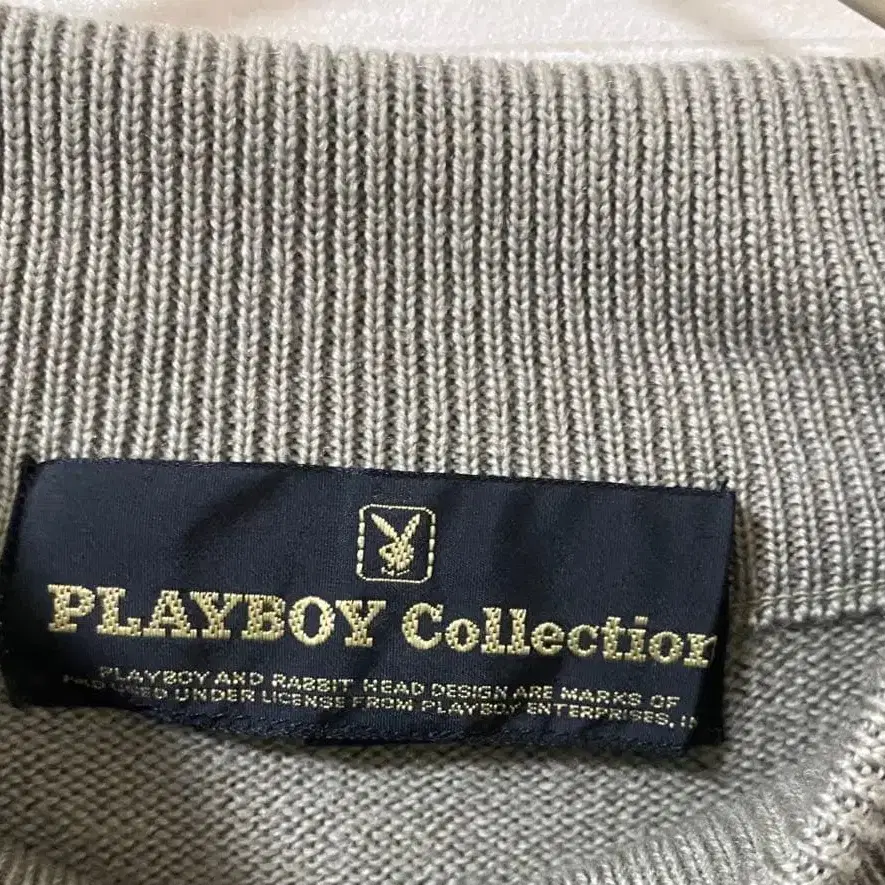 PLAYBOY Collection
PLAYBOY AND RABBIT HEAD DESIGN ARE MARKS OF
USED UNDER LICENSE FROM PLAYBOY ENTERPRISES,